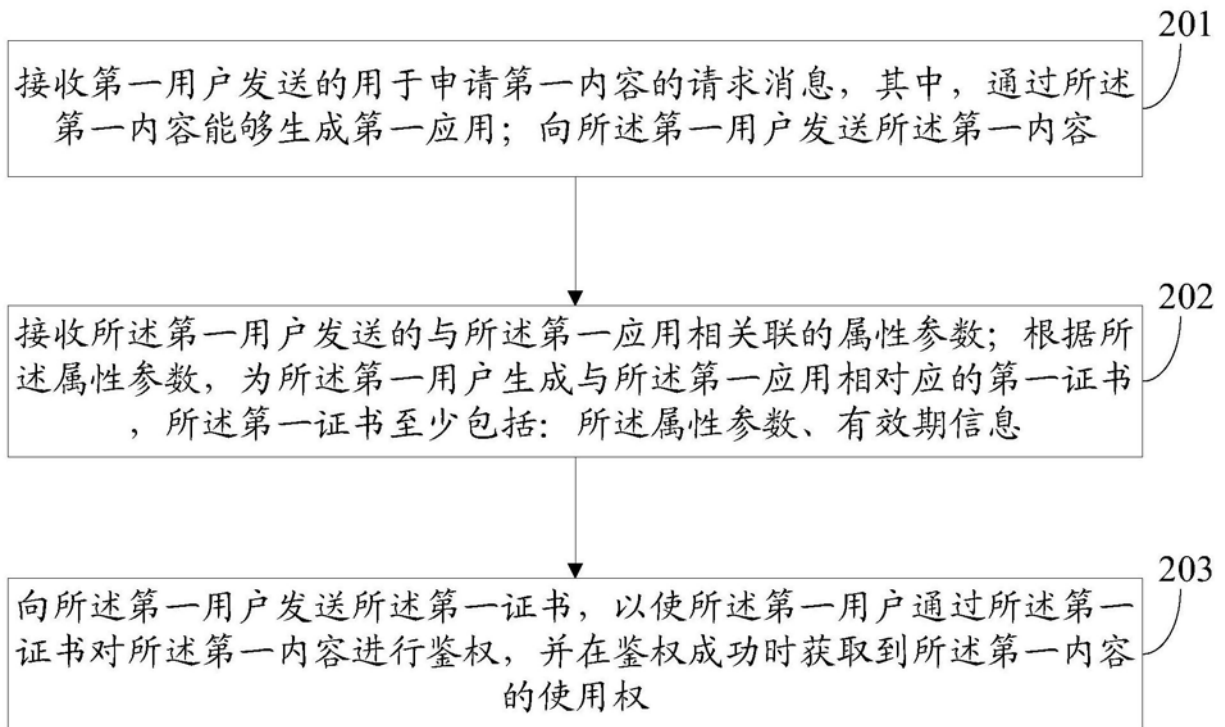 201
接收第一用户发送的用于申请第一内容的请求消息，其中，通过所述
第一内容能够生成第一应用；向所述第一用户发送所述第一内容
202
接收所述第一用户发送的与所述第一应用相关联的属性参数；根据所
述属性参数，为所述第一用户生成与所述第一应用相对应的第一证书
，所述第一证书至少包括：所述属性参数、有效期信息
203
向所述第一用户发送所述第一证书，以使所述第一用户通过所述第一
证书对所述第一内容进行鉴权，并在鉴权成功时获取到所述第一内容
的使用权